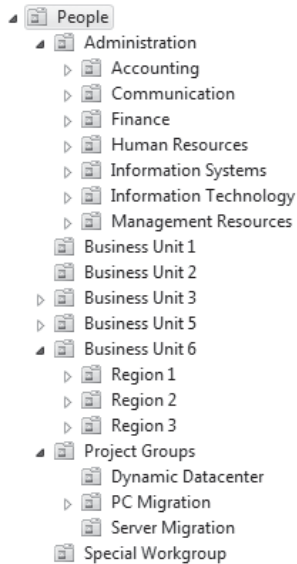 People
Administration
Accounting
Communication
Finance
Human Resources
Information Systems
Information Technology
Management Resources
Business Unit 1
Business Unit 2
Business Unit 3
Business Unit 5
Business Unit 6
Region 1
Region 2
Region 3
Project Groups
Dynamic Datacenter
PC Migration
Server Migration
Special Workgroup